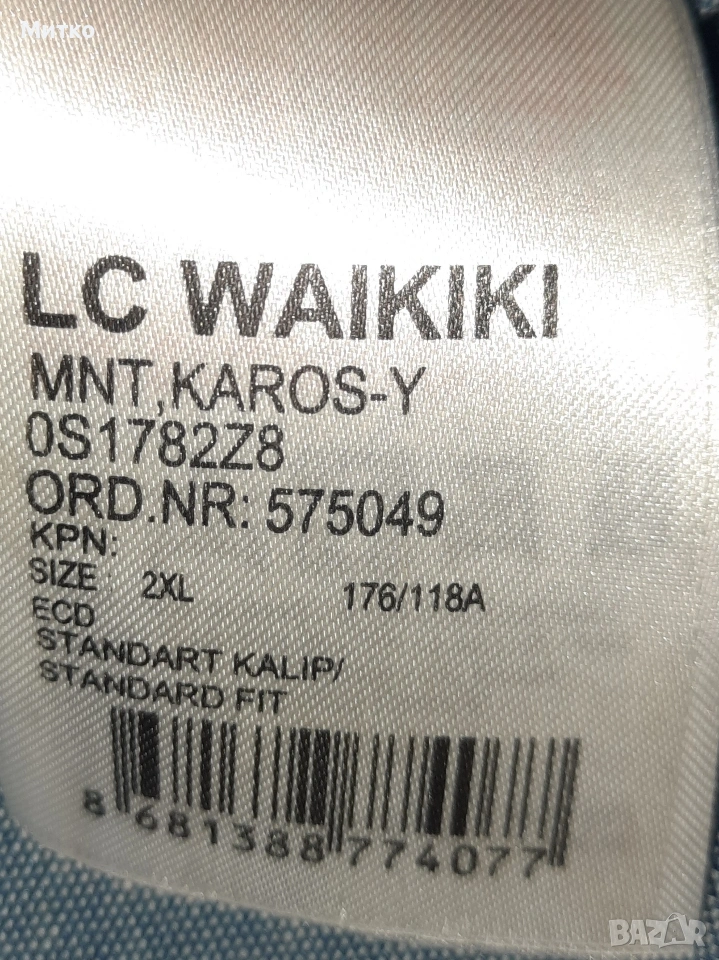 Митко
LC WAIKIKI
MNT,KAROS-Y
0S1782Z8
ORD.NR: 575049
KPN:
SIZE : 2XL 176/118A
ECD
STANDART KALIP/
STANDARD FIT
8 681388 774077
BAZAR